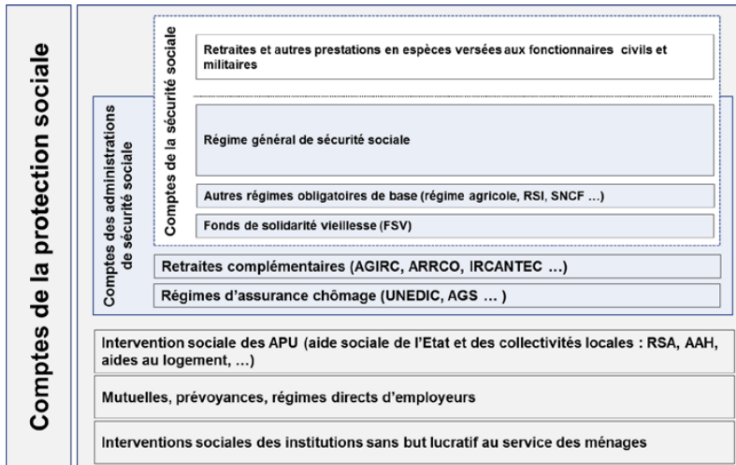 Comptes de la protection sociale
Comptes des administrations
de sécurité sociale
Comptes de la sécurité sociale
Retraites et autres prestations en espèces versées aux fonctionnaires civils et
militaires
Régime général de sécurité sociale
Autres régimes obligatoires de base (régime agricole, RSI, SNCF ...)
Fonds de solidarité vieillesse (FSV)
Retraites complémentaires (AGIRC, ARRCO, IRCANTEC ...)
Régimes d'assurance chômage (UNEDIC, AGS ... )
Intervention sociale des APU (aide sociale de l'Etat et des collectivités locales : RSA, AAH,
aides au logement, ...)
Mutuelles, prévoyances, régimes directs d'employeurs
Interventions sociales des institutions sans but lucratif au service des ménages